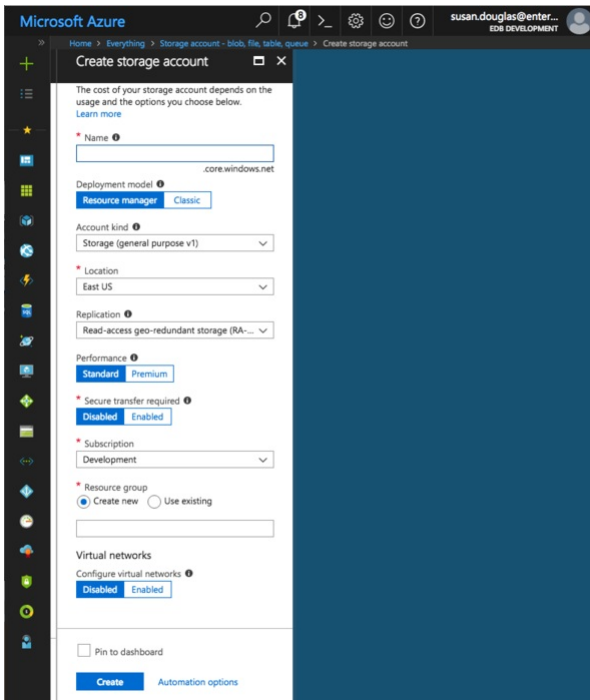 Microsoft Azure
6
susan.douglas@enter...
EDB DEVELOPMENT
Home > Everything > Storage account - blob, file, table, queue > Create storage account
Create storage account
The cost of your storage account depends on the
usage and the options you choose below.
Learn more
* Name
.core.windows.net
Deployment model
Resource manager Classic
Account kind
Storage (general purpose v1)
* Location
East US
Replication
Read-access geo-redundant storage (RA-...
Performance
Standard Premium
* Secure transfer required
Disabled Enabled
* Subscription
Development
* Resource group
Create new Use existing
Virtual networks
Configure virtual networks
Disabled Enabled
Pin to dashboard
Create Automation options